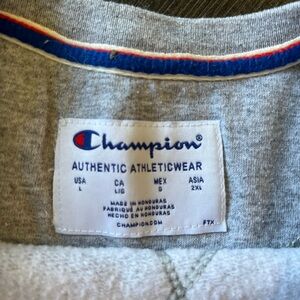 Champion®
AUTHENTIC ATHLETICWEAR
USA CA MEX ASIA
L L/G G 2XL
MADE IN HONDURAS
FABRIQUÉ AU HONDURAS
HECHO EN HONDURAS
CHAMPION.COM
FTX